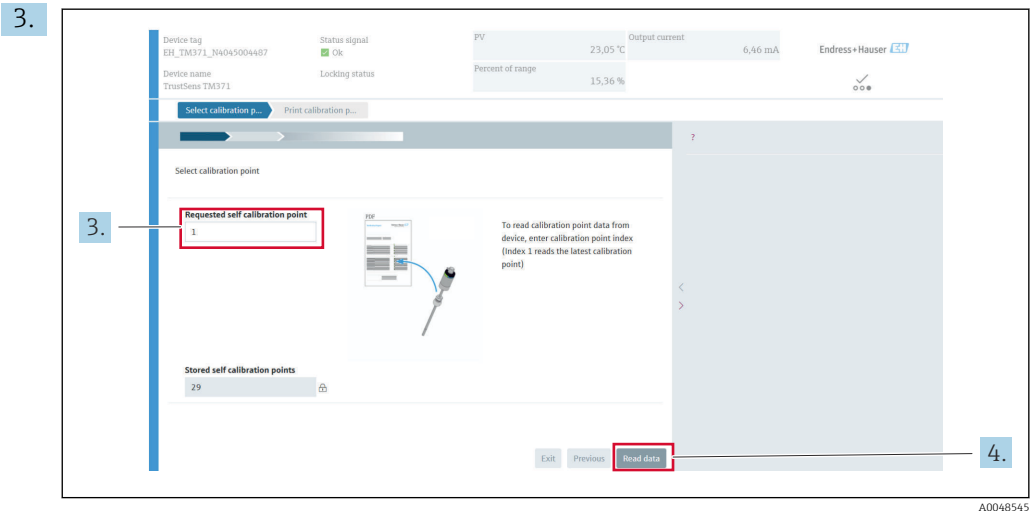 3.
Device tag
EH_TM371_N4045004487
Status signal
Ok
PV
23,05 °C
Output current
6,46 mA
Endress+Hauser
Device name
TrustSens TM371
Locking status
Percent of range
15,36 %
Select calibration p...
Print calibration p...
?
Select calibration point
3.
Requested self calibration point
1
PDF
To read calibration point data from
device, enter calibration point index
(Index 1 reads the latest calibration
point)
Stored self calibration points
29
Exit
Previous
Read data
4.
A0048545